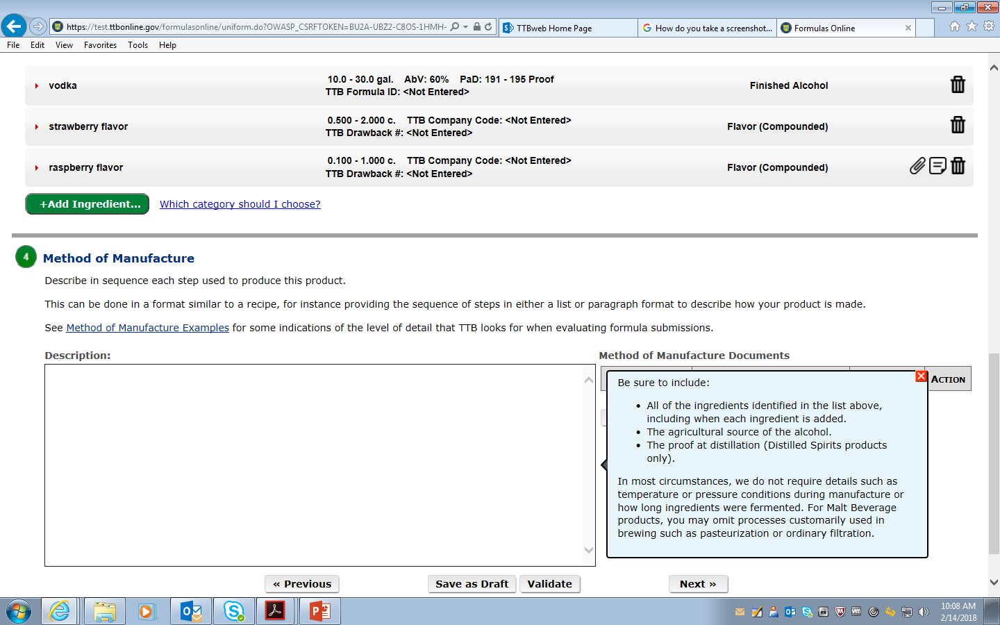 https://test.ttbonline.gov/formulasonline/uniform.do?OWASP_CSRFTOKEN=BU2A-UBZ2-C8OS-1HMH-
TTBweb Home Page
How do you take a screenshot...
Formulas Online
File Edit View Favorites Tools Help
vodka
10.0 - 30.0 gal. AbV: 60% PaD: 191 - 195 Proof
TTB Formula ID: <Not Entered>
Finished Alcohol
strawberry flavor
0.500 - 2.000 c. TTB Company Code: <Not Entered>
TTB Drawback #: <Not Entered>
Flavor (Compounded)
raspberry flavor
0.100 - 1.000 c. TTB Company Code: <Not Entered>
TTB Drawback #: <Not Entered>
Flavor (Compounded)
+Add Ingredient...
Which category should I choose?
4
Method of Manufacture
Describe in sequence each step used to produce this product.
This can be done in a format similar to a recipe, for instance providing the sequence of steps in either a list or paragraph format to describe how your product is made.
See Method of Manufacture Examples for some indications of the level of detail that TTB looks for when evaluating formula submissions.
Description:
Method of Manufacture Documents
ACTION
Be sure to include:
• All of the ingredients identified in the list above,
including when each ingredient is added.
• The agricultural source of the alcohol.
• The proof at distillation (Distilled Spirits products
only).
In most circumstances, we do not require details such as
temperature or pressure conditions during manufacture or
how long ingredients were fermented. For Malt Beverage
products, you may omit processes customarily used in
brewing such as pasteurization or ordinary filtration.
« Previous
Save as Draft
Validate
Next »
10:08 AM
2/14/2018